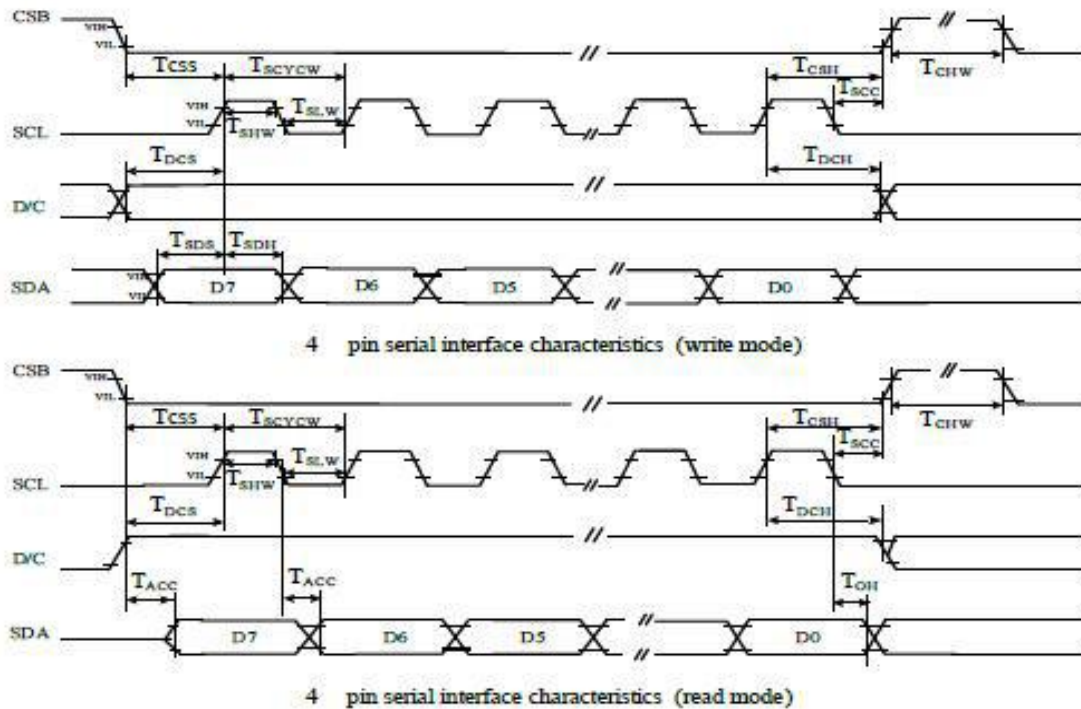 CSB VIH VIL
TCSS TSCYCW TCSH TCHW
TSCC
SCL VIH VIL TSHW TSLW
TDCS TDCH
D/C
TSDS TSDH
SDA VIH VIL D7 D6 D5 D0
4 pin serial interface characteristics (write mode)
CSB VIH VIL
TCSS TSCYCW TCSH TCHW
TSCC
SCL VIH VIL TSHW TSLW
TDCS TDCH
D/C
TACC TACC TOH
SDA D7 D6 D5 D0
4 pin serial interface characteristics (read mode)